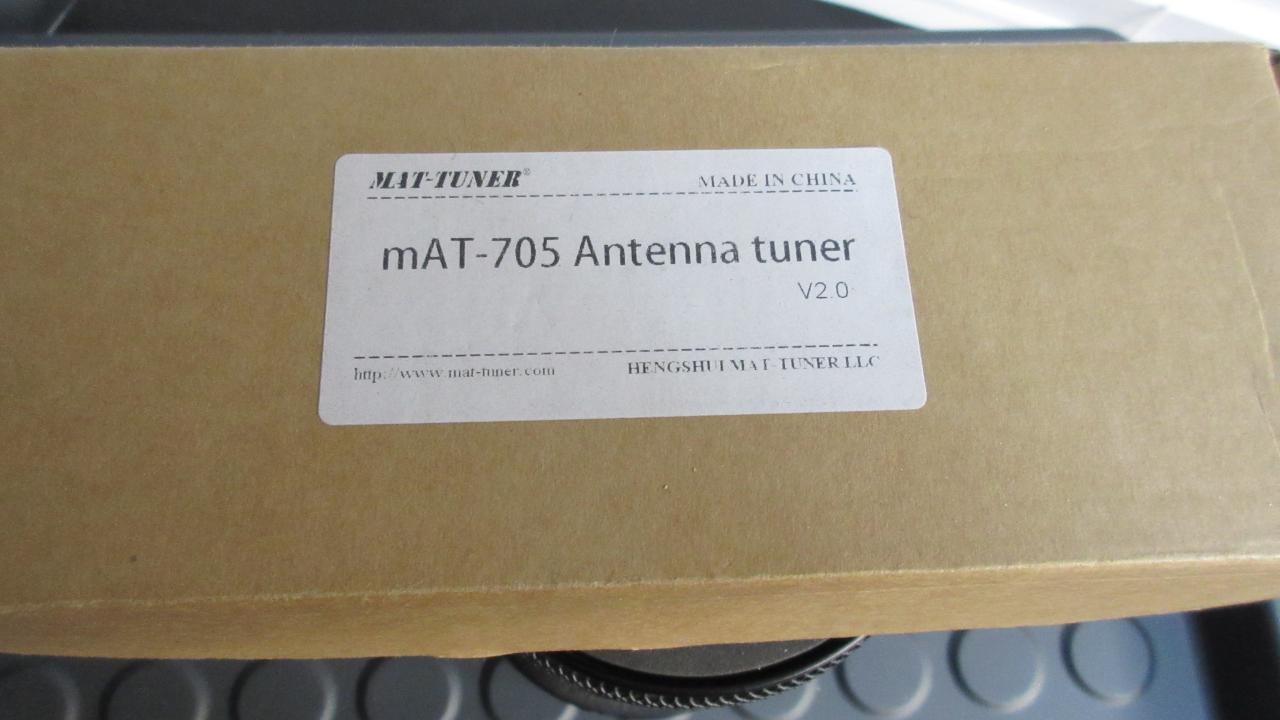 MAT-TUNER® MADE IN CHINA
mAT-705 Antenna tuner
V2.0
http://www.mat-tuner.com HENGSHUI MAT-TUNER LLC